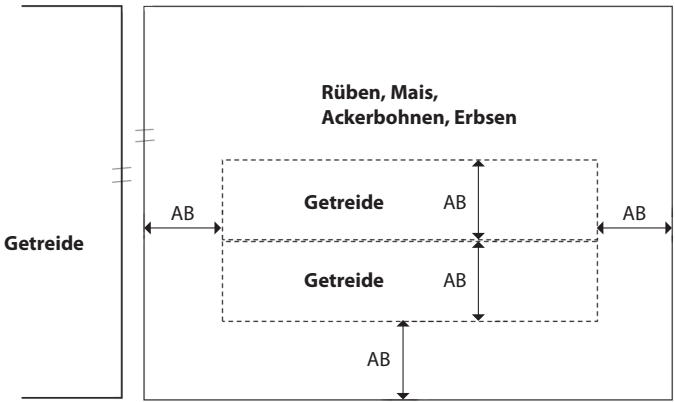 Rüben, Mais,
Ackerbohnen, Erbsen
Getreide AB
AB AB
Getreide
Getreide AB
AB